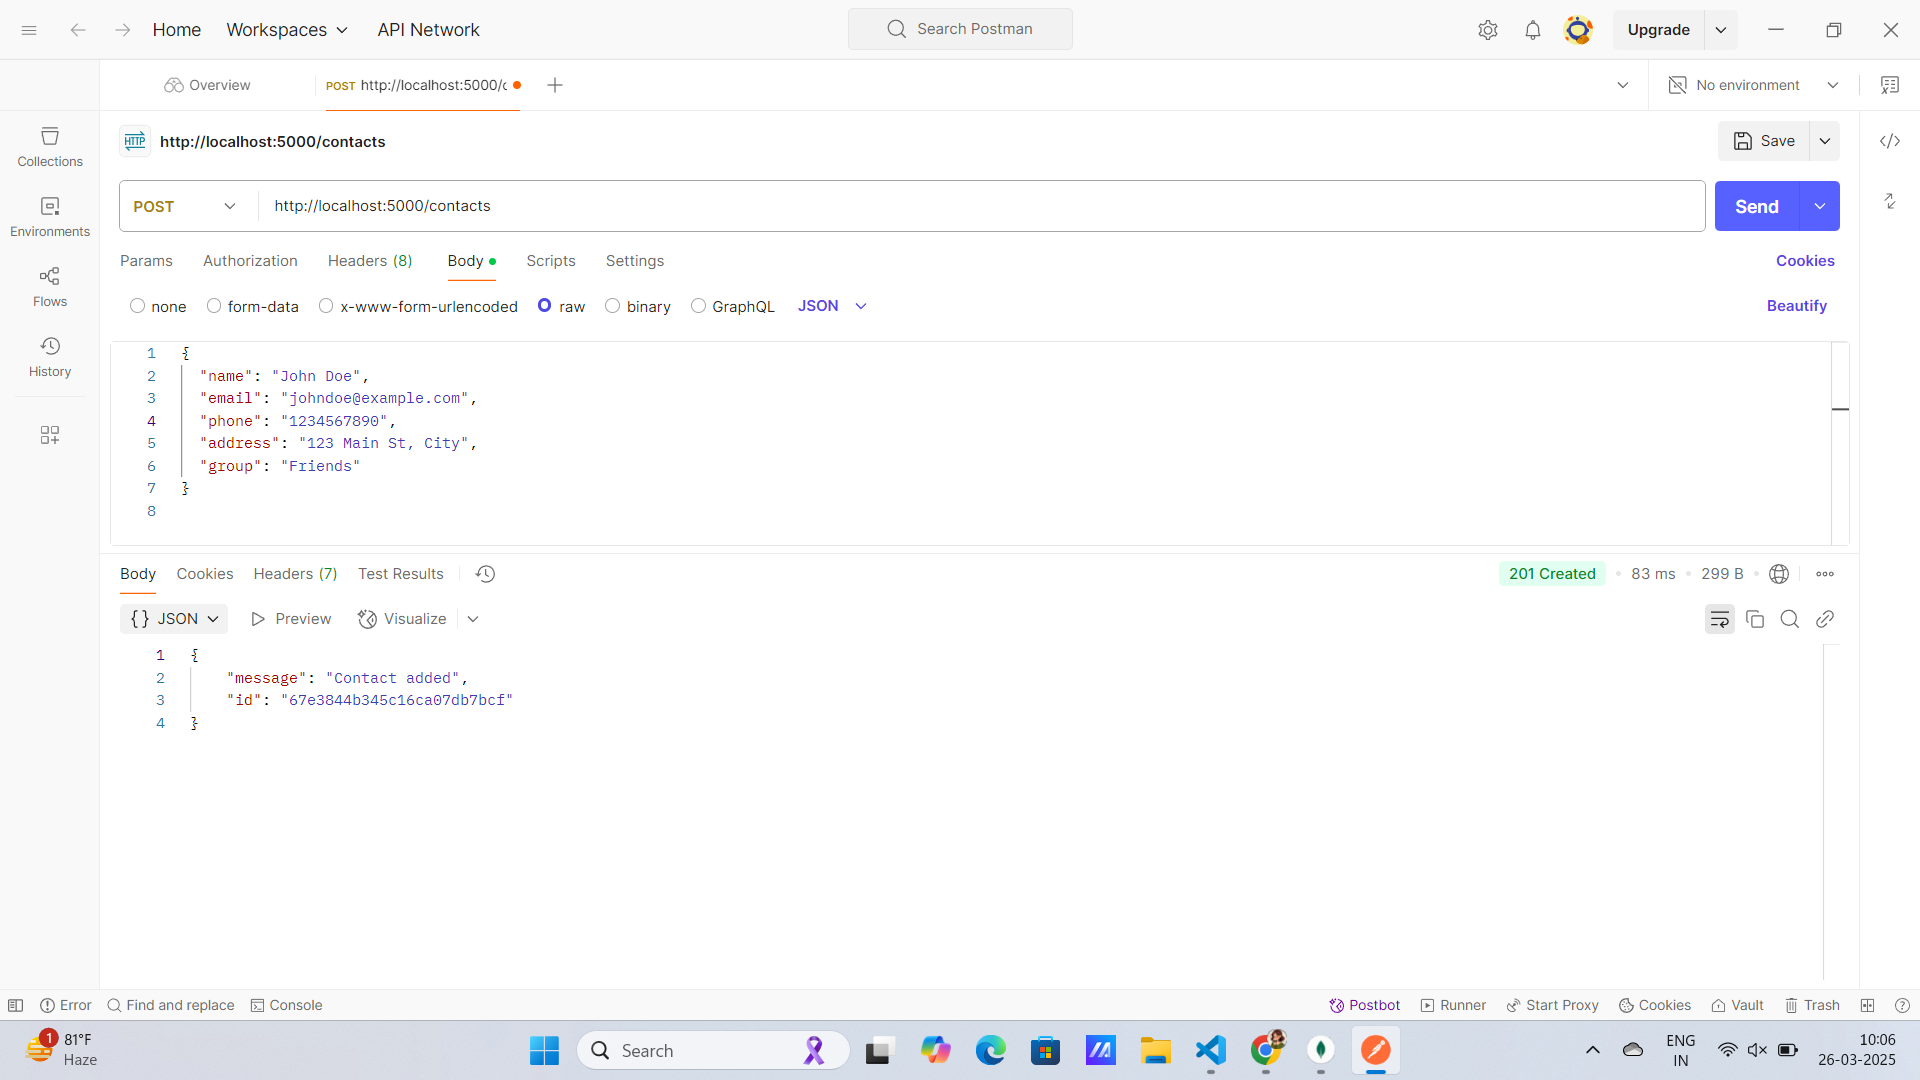 Home Workspaces API Network Search Postman Upgrade
Overview POST http://localhost:5000/c No environment
HTTP http://localhost:5000/contacts Save
POST http://localhost:5000/contacts Send
Params Authorization Headers (8) Body Scripts Settings Cookies
none form-data x-www-form-urlencoded raw binary GraphQL JSON Beautify
Collections
Environments
Flows
History
1 {
2 "name": "John Doe",
3 "email": "johndoe@example.com",
4 "phone": "1234567890",
5 "address": "123 Main St, City",
6 "group": "Friends"
7 }
8
Body Cookies Headers (7) Test Results 201 Created 83 ms 299 B
{} JSON Preview Visualize
1 {
2 "message": "Contact added",
3 "id": "67e3844b345c16ca07db7bcf"
4 }
Error Find and replace Console Postbot Runner Start Proxy Cookies Vault Trash
1 81°F
Haze
Search
ENG
IN
10:06
26-03-2025